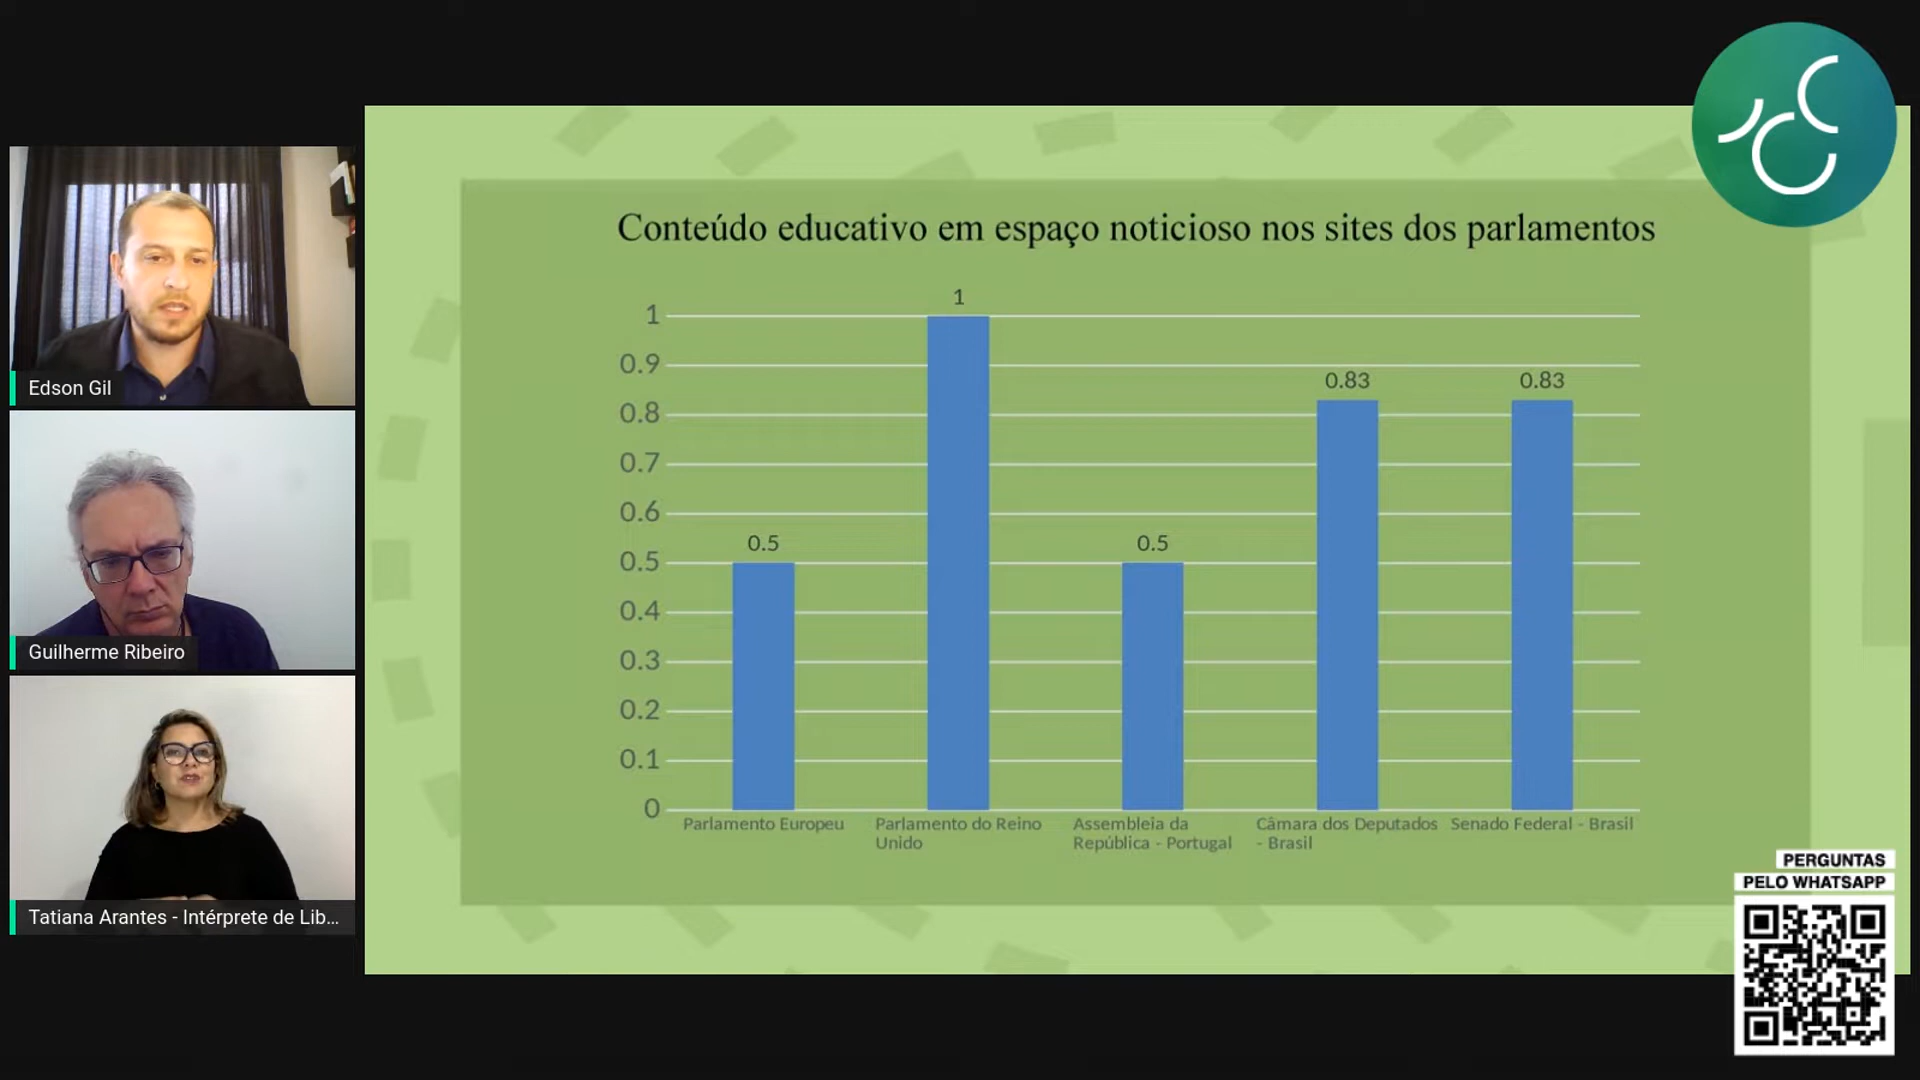 Edson Gil
Guilherme Ribeiro
Tatiana Arantes - Intérprete de Lib...
Conteúdo educativo em espaço noticioso nos sites dos parlamentos
1
0.9
0.8
0.7
0.6
0.5
0.4
0.3
0.2
0.1
0
0.5
1
0.5
0.83
0.83
Parlamento Europeu
Parlamento do Reino
Unido
Assembleia da
República - Portugal
Câmara dos Deputados
- Brasil
Senado Federal - Brasil
PERGUNTAS
PELO WHATSAPP